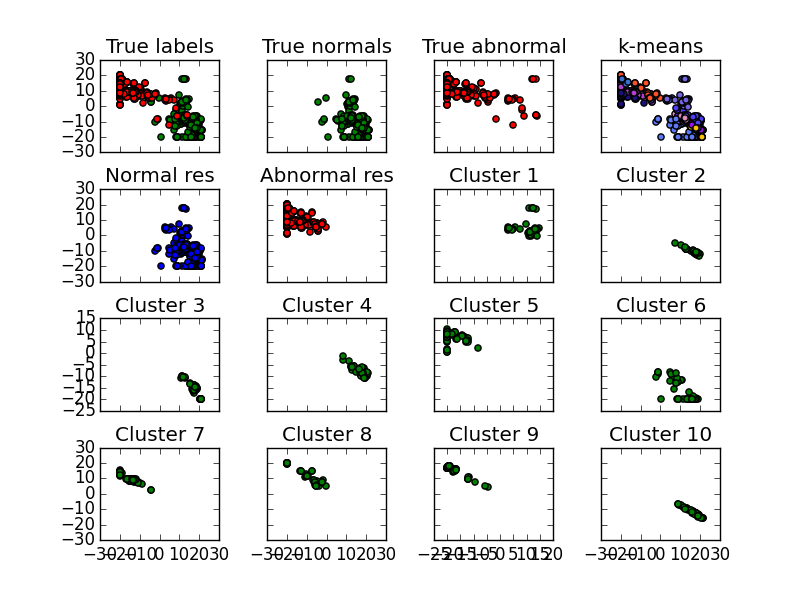 True labels
True normals
True abnormal
k-means
30
20
10
0
−10
−20
−30
Normal res
Abnormal res
Cluster 1
Cluster 2
30
20
10
0
−10
−20
−30
Cluster 3
Cluster 4
Cluster 5
Cluster 6
15
10
5
0
−5
−10
−15
−20
−25
Cluster 7
Cluster 8
Cluster 9
Cluster 10
30
20
10
0
−10
−20
−30
−30−20−10 0 10 20 30
−30−20−10 0 10 20 30
−25−20−15−10−5 0 5 10 15 20
−30−20−10 0 10 20 30